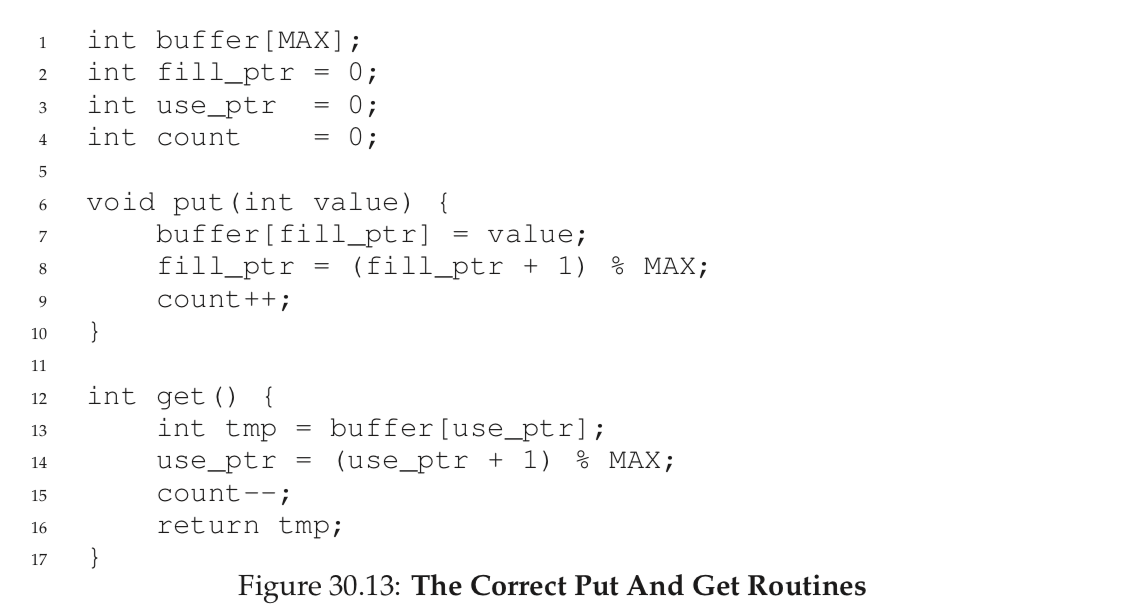 1 int buffer[MAX];
2 int fill_ptr = 0;
3 int use_ptr  = 0;
4 int count    = 0;
5
6 void put(int value) {
7     buffer[fill_ptr] = value;
8     fill_ptr = (fill_ptr + 1) % MAX;
9     count++;
10 }
11
12 int get() {
13     int tmp = buffer[use_ptr];
14     use_ptr = (use_ptr + 1) % MAX;
15     count--;
16     return tmp;
17 }
Figure 30.13: The Correct Put And Get Routines